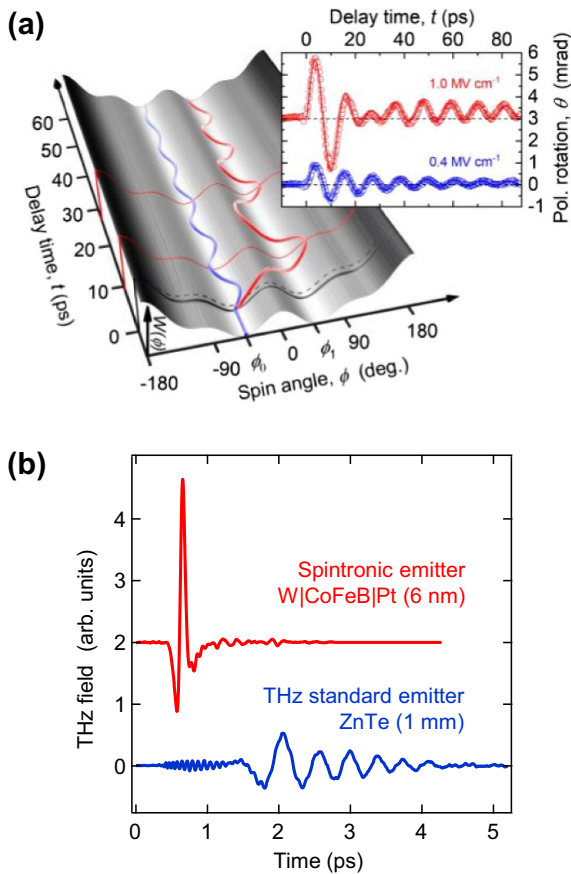 (a)
Delay time, t (ps)
0 20 40 60 80
6
5
4
3
2
1
0
-1
Pol. rotation, θ (mrad)
1.0 MV cm⁻¹
0.4 MV cm⁻¹
60
50
40
30
20
10
0
Delay time, t (ps)
W(ϕ)
-180 -90 ϕ₀ 0 ϕ₁ 90 180
Spin angle, ϕ (deg.)
(b)
4
3
2
1
0
THz field (arb. units)
Spintronic emitter
W|CoFeB|Pt (6 nm)
THz standard emitter
ZnTe (1 mm)
0 1 2 3 4 5
Time (ps)